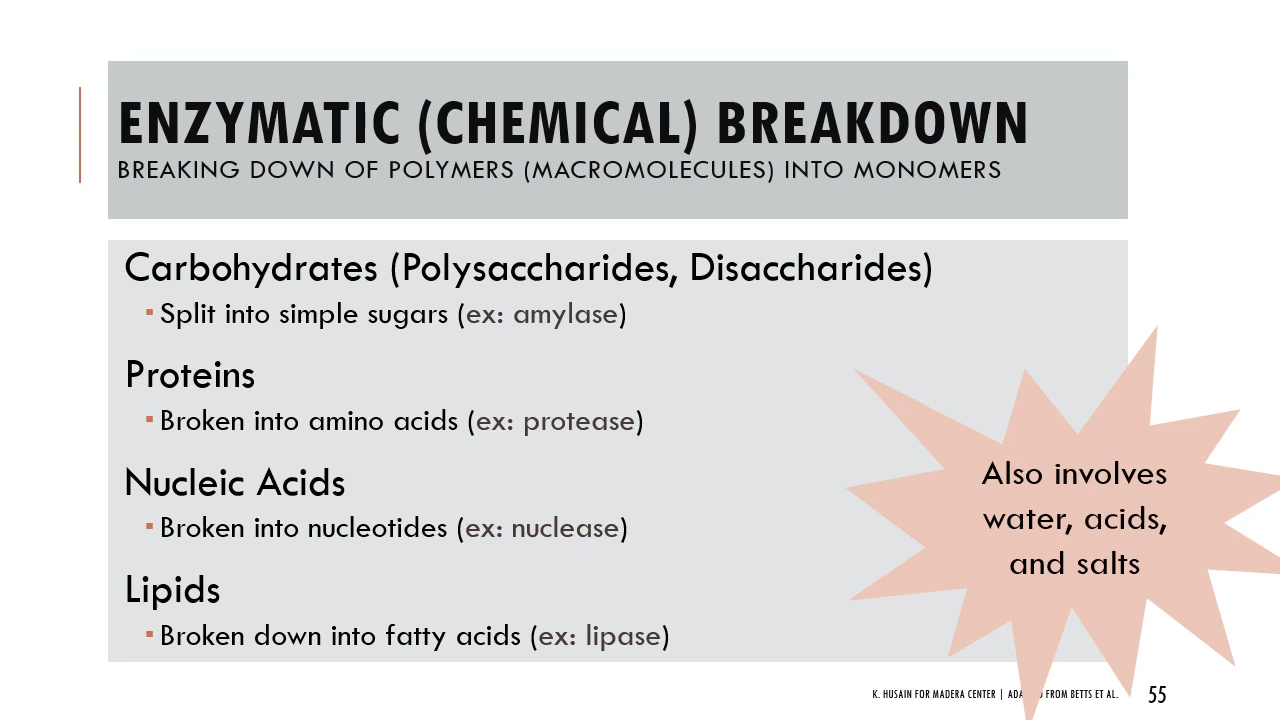 ENZYMATIC (CHEMICAL) BREAKDOWN
BREAKING DOWN OF POLYMERS (MACROMOLECULES) INTO MONOMERS
Carbohydrates (Polysaccharides, Disaccharides)
▪ Split into simple sugars (ex: amylase)
Proteins
▪ Broken into amino acids (ex: protease)
Nucleic Acids
▪ Broken into nucleotides (ex: nuclease)
Lipids
▪ Broken down into fatty acids (ex: lipase)
Also involves
water, acids,
and salts
K. HUSAIN FOR MADERA CENTER | FROM BETTS ET AL.
55